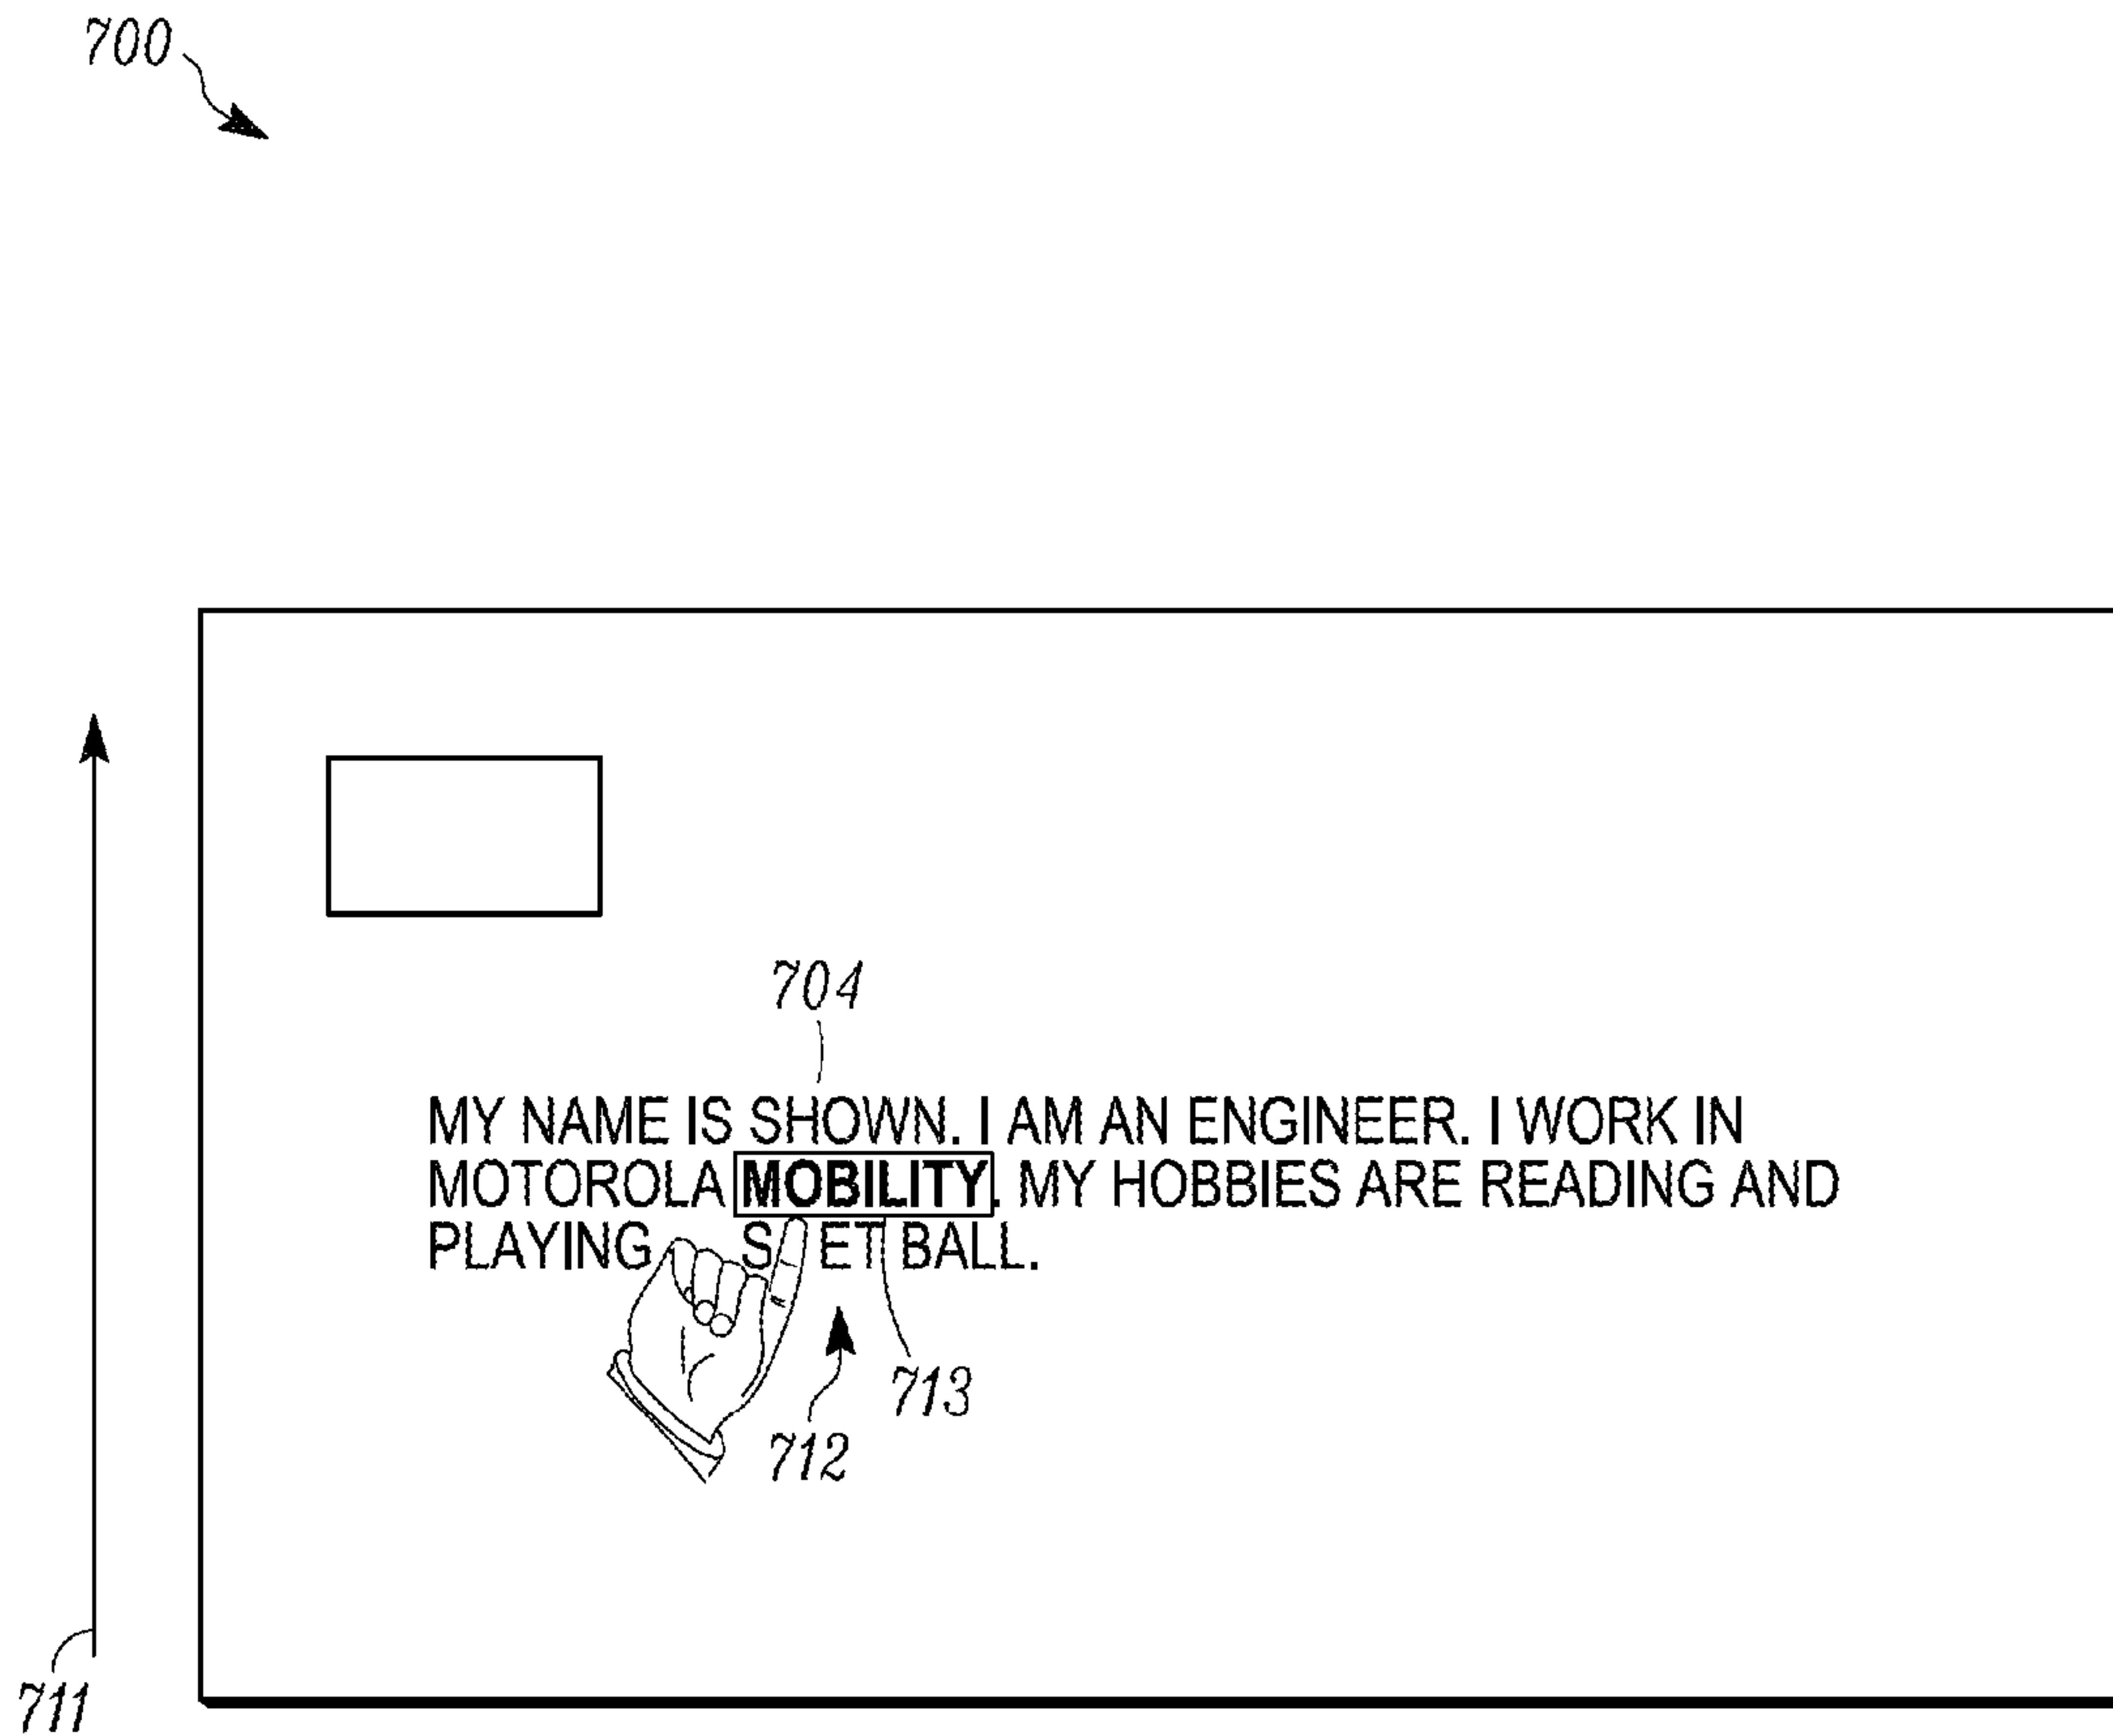 700
704
MY NAME IS SHOWN. I AM AN ENGINEER. I WORK IN
MOTOROLA MOBILITY. MY HOBBIES ARE READING AND
PLAYING S ET BALL.
713
712
711